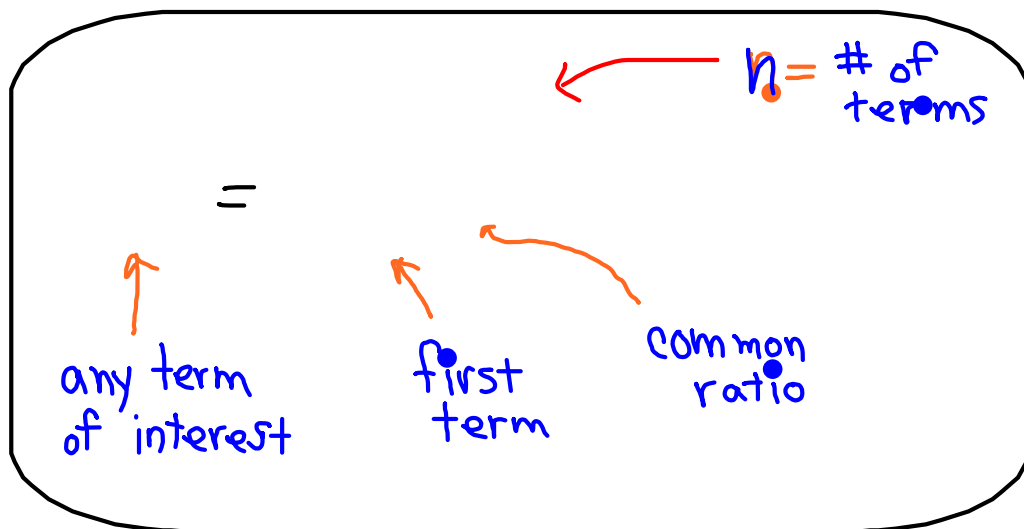 n = # of
terms
=
any term
of interest
first
term
common
ratio